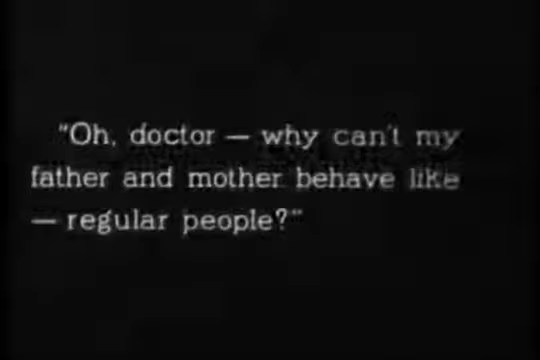 "Oh, doctor — why can't my
father and mother behave like
— regular people?"